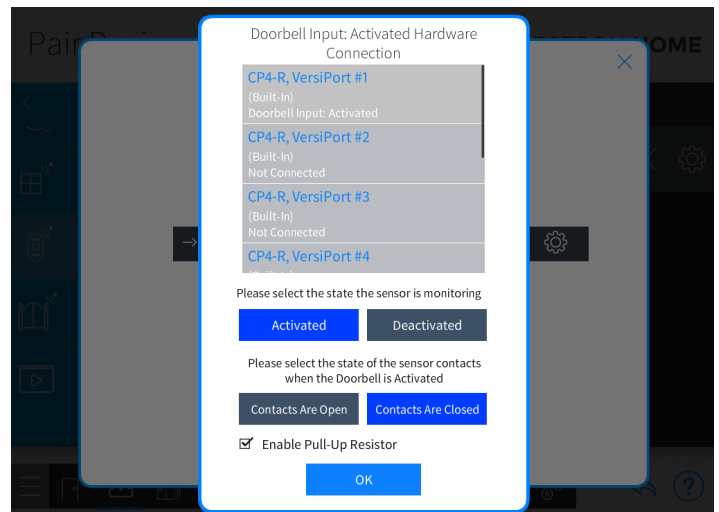 Doorbell Input: Activated Hardware
Connection
Pair
HOME
CP4-R, VersiPort #1
(Built-In)
Doorbell Input: Activated
CP4-R, VersiPort #2
(Built-In)
Not Connected
CP4-R, VersiPort #3
(Built-In)
Not Connected
CP4-R, VersiPort #4
Please select the state the sensor is monitoring
Activated
Deactivated
Please select the state of the sensor contacts
when the Doorbell is Activated
Contacts Are Open
Contacts Are Closed
Enable Pull-Up Resistor
OK